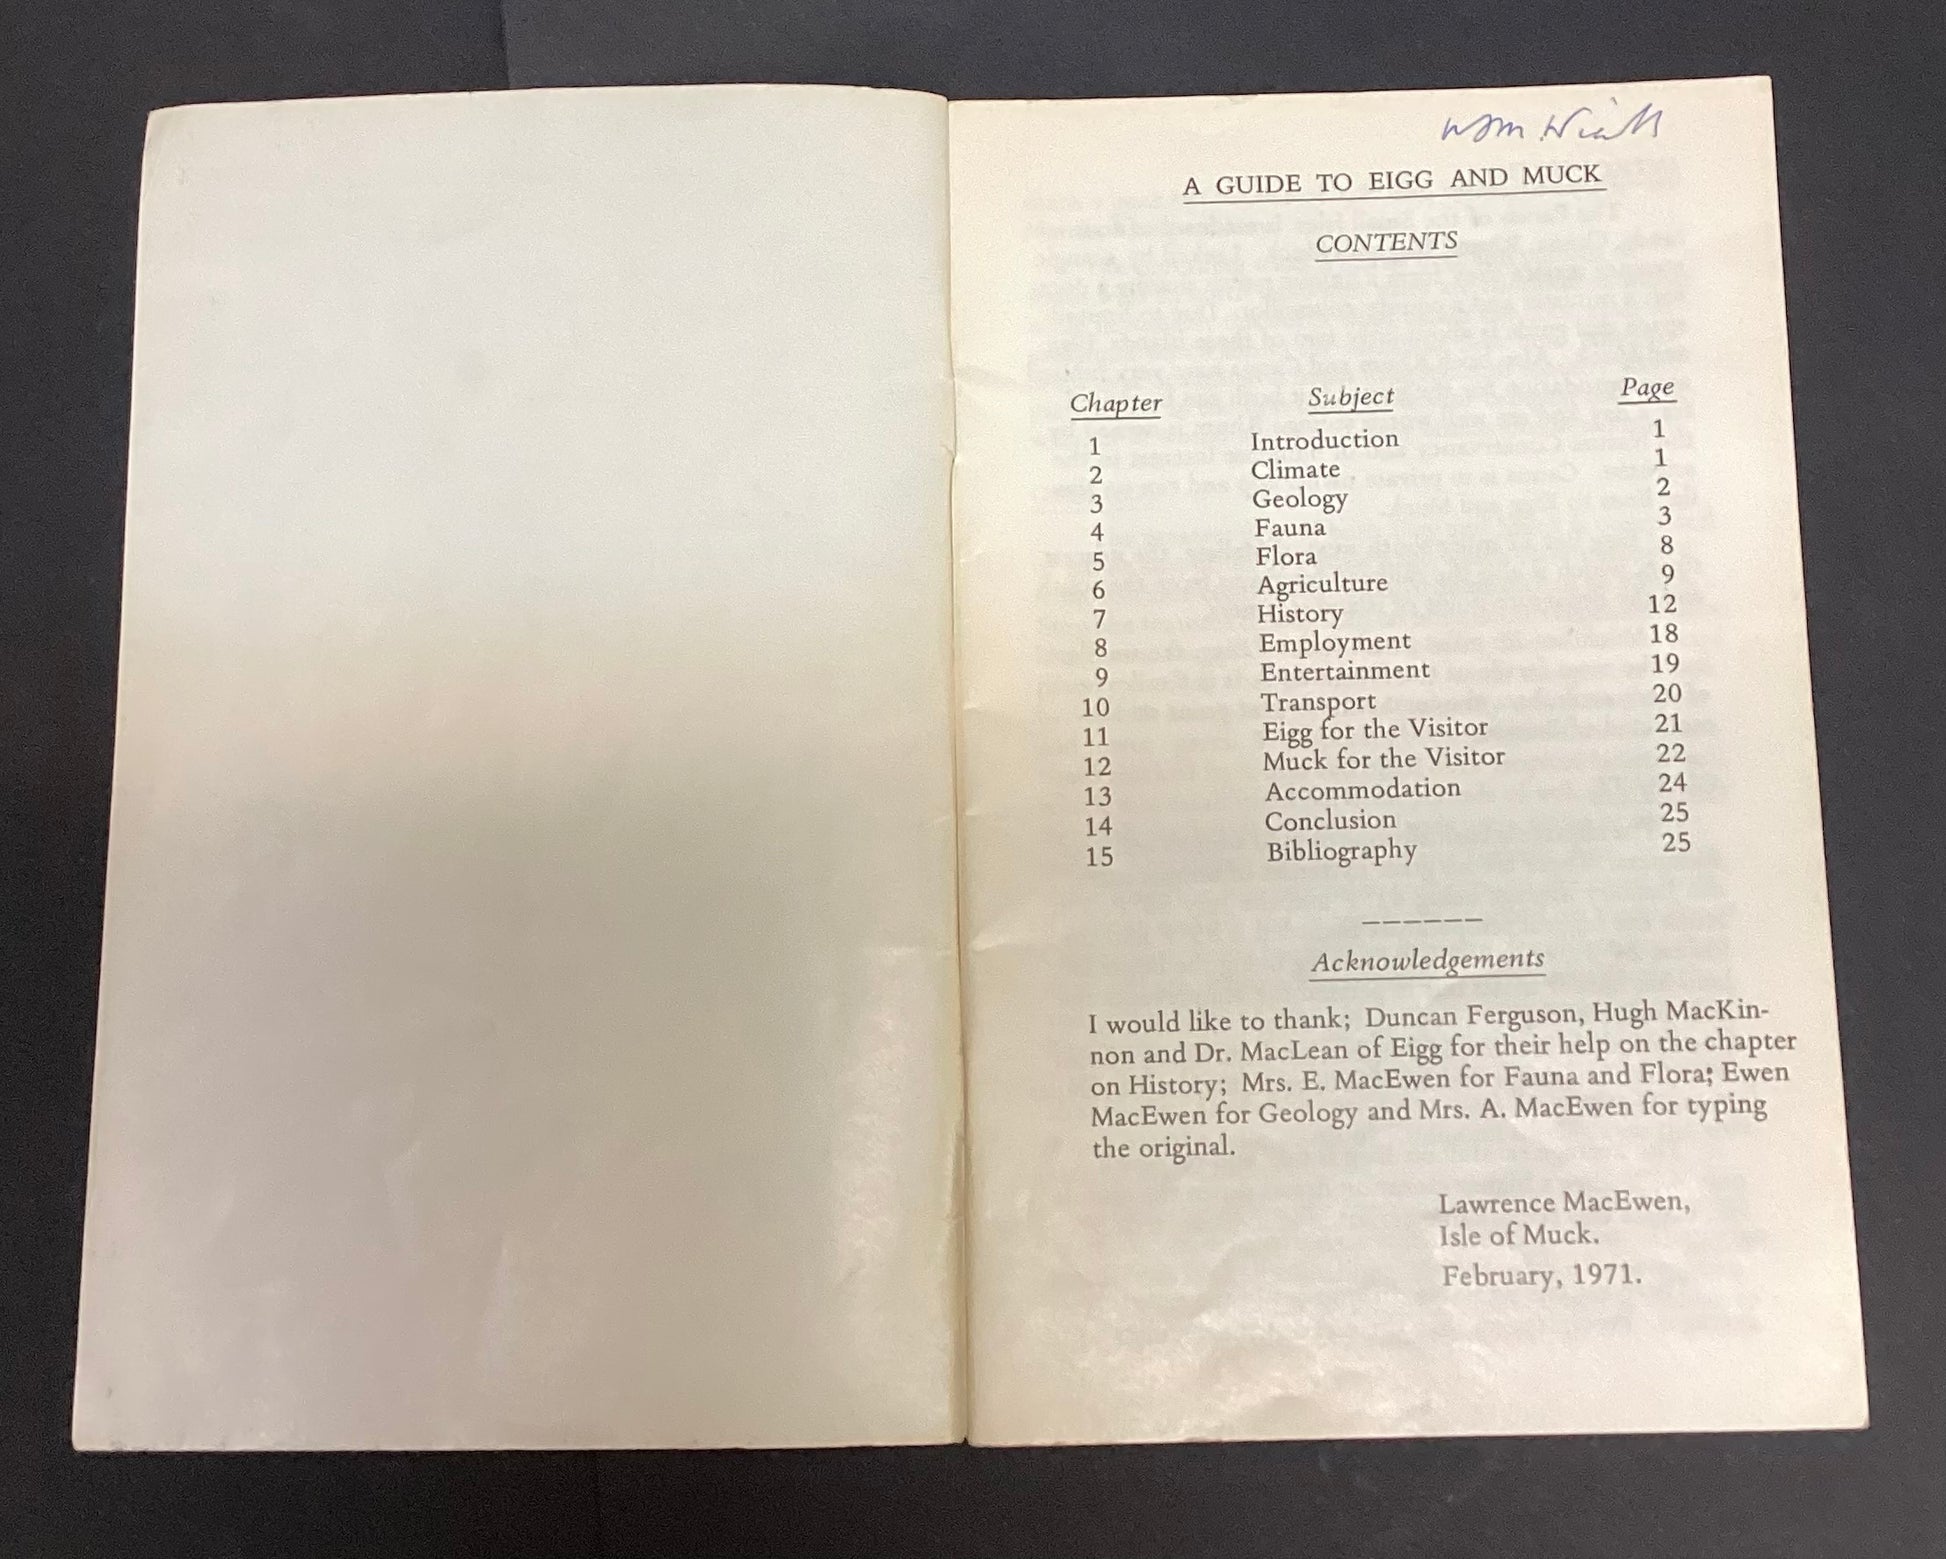 A GUIDE TO EIGG AND MUCK
CONTENTS
Chapter Subject Page
1 Introduction 1
2 Climate 1
3 Geology 2
4 Fauna 3
5 Flora 8
6 Agriculture 9
7 History 12
8 Employment 18
9 Entertainment 19
10 Transport 20
11 Eigg for the Visitor 21
12 Muck for the Visitor 22
13 Accommodation 24
14 Conclusion 25
15 Bibliography 25
Acknowledgements
I would like to thank; Duncan Ferguson, Hugh MacKin-
non and Dr. MacLean of Eigg for their help on the chapter
on History; Mrs. E. MacEwen for Fauna and Flora; Ewen
MacEwen for Geology and Mrs. A. MacEwen for typing
the original.
Lawrence MacEwen,
Isle of Muck.
February, 1971.